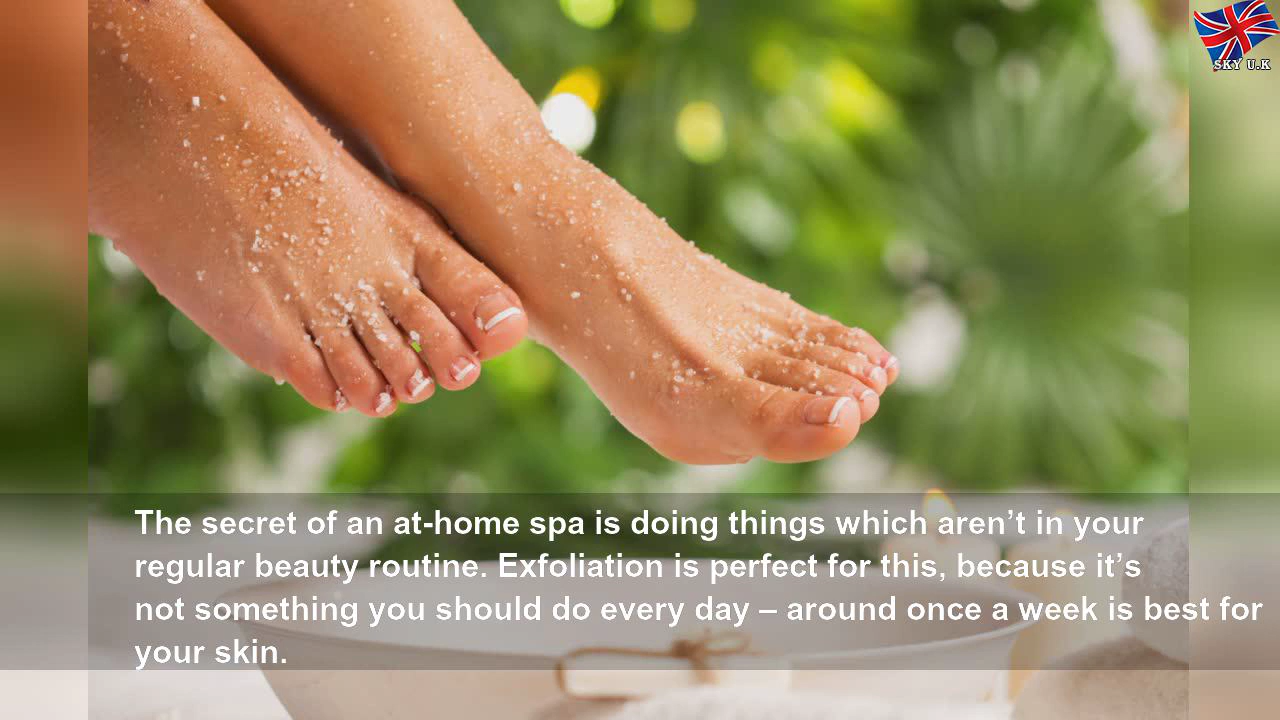 SKY U.K
The secret of an at-home spa is doing things which aren’t in your
regular beauty routine. Exfoliation is perfect for this, because it’s
not something you should do every day – around once a week is best for
your skin.